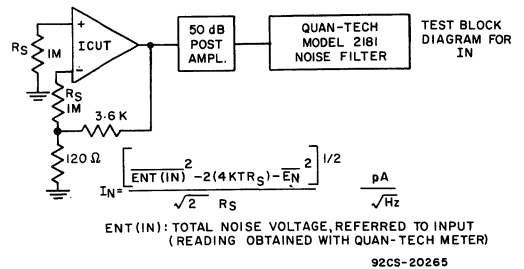 ICUT
+
-
RS
1M
RS
1M
3·6 K
120 Ω
50 dB
POST
AMPL.
QUAN-TECH
MODEL 2181
NOISE FILTER
TEST BLOCK
DIAGRAM FOR
IN
IN= [ENT(IN)² -2(4KTRS)-EN²]1/2
√2 RS
pA
√Hz
ENT(IN): TOTAL NOISE VOLTAGE, REFERRED TO INPUT
(READING OBTAINED WITH QUAN-TECH METER)
92CS-20265